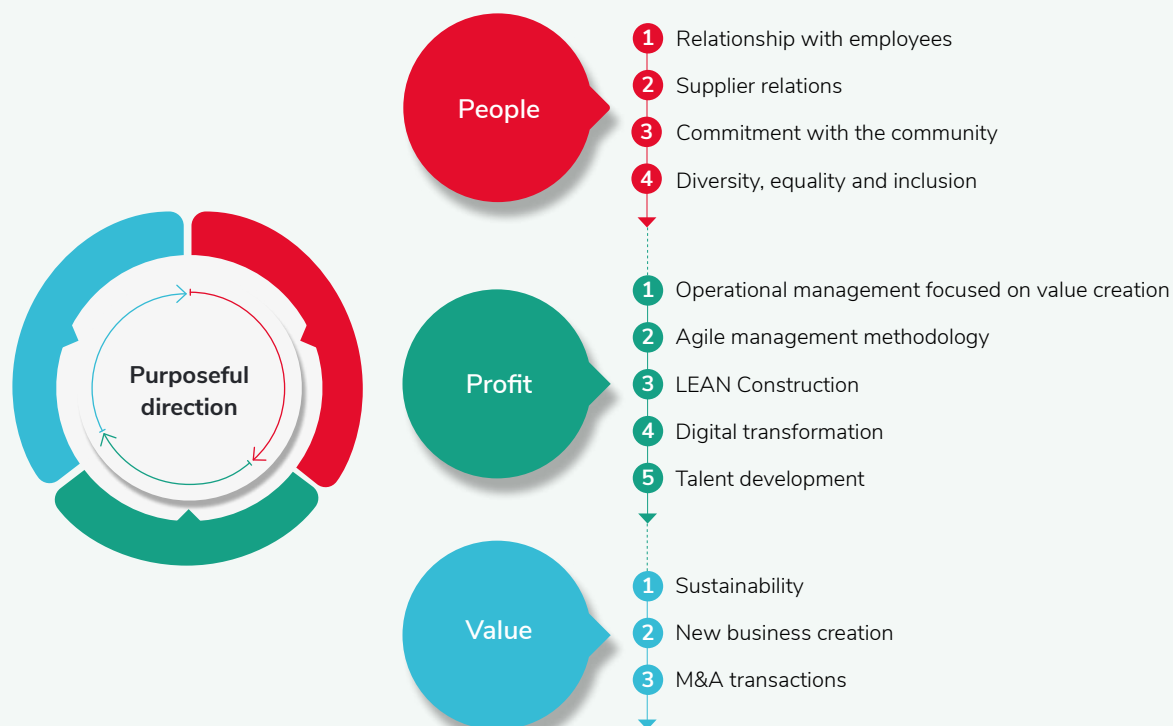 Purposeful
direction
People
1 Relationship with employees
2 Supplier relations
3 Commitment with the community
4 Diversity, equality and inclusion
Profit
1 Operational management focused on value creation
2 Agile management methodology
3 LEAN Construction
4 Digital transformation
5 Talent development
Value
1 Sustainability
2 New business creation
3 M&A transactions